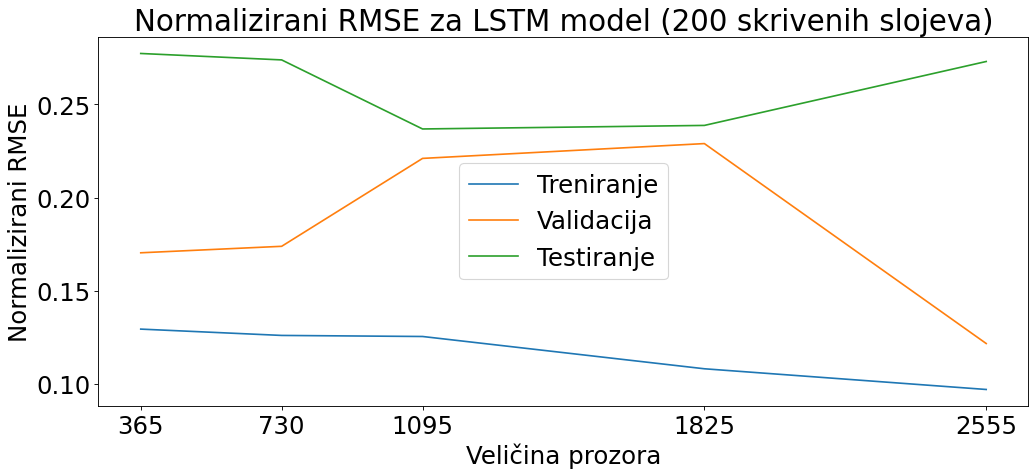 Normalizirani RMSE za LSTM model (200 skrivenih slojeva)
Normalizirani RMSE
0.25
0.20
0.15
0.10
Treniranje
Validacija
Testiranje
365 730 1095 1825 2555
Veličina prozora